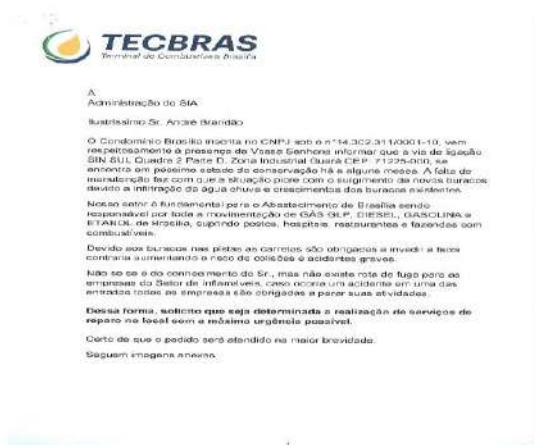 TECBRAS
Terminal de Combustíveis Brasília
A
Administração do SIA
Ilustríssimo Sr. André Brandão
O Condomínio Brasília inscrita no CNPJ sob o nº14.302.311/0001-10, vem
respeitosamente à presença de Vossa Senhoria informar que a via de ligação
SIN SUL Quadra 2 Parte D, Zona Industrial Guará CEP: 71225-000, se
encontra em péssimo estado de conservação há alguns meses. A falta de
manutenção faz com que a situação piore com o surgimento de novos buracos
devido a infiltração da água chuva e crescimentos dos buracos existentes.
Nosso setor é fundamental para o Abastecimento de Brasília sendo
responsável por toda a movimentação de GÁS GLP, DIESEL, GASOLINA e
ETANOL de Brasília, suprindo postos, hospitais, restaurantes e fazendas com
combustíveis.
Devido aos buracos nas pistas as carretas são obrigadas a invadir a faixa
contraria aumentando o risco de colisões e acidentes graves.
Não sei se é do conhecimento do Sr., mas não existe rota de fuga para as
empresas do Setor de Inflamáveis, caso ocorra um acidente em uma das
entradas todas as empresas são obrigadas a parar suas atividades.
Dessa forma, solicito que seja determinada a realização de serviços de
reparo no local com a máxima urgência possível.
Certo de que o pedido será atendido na maior brevidade.
Seguem imagens anexas